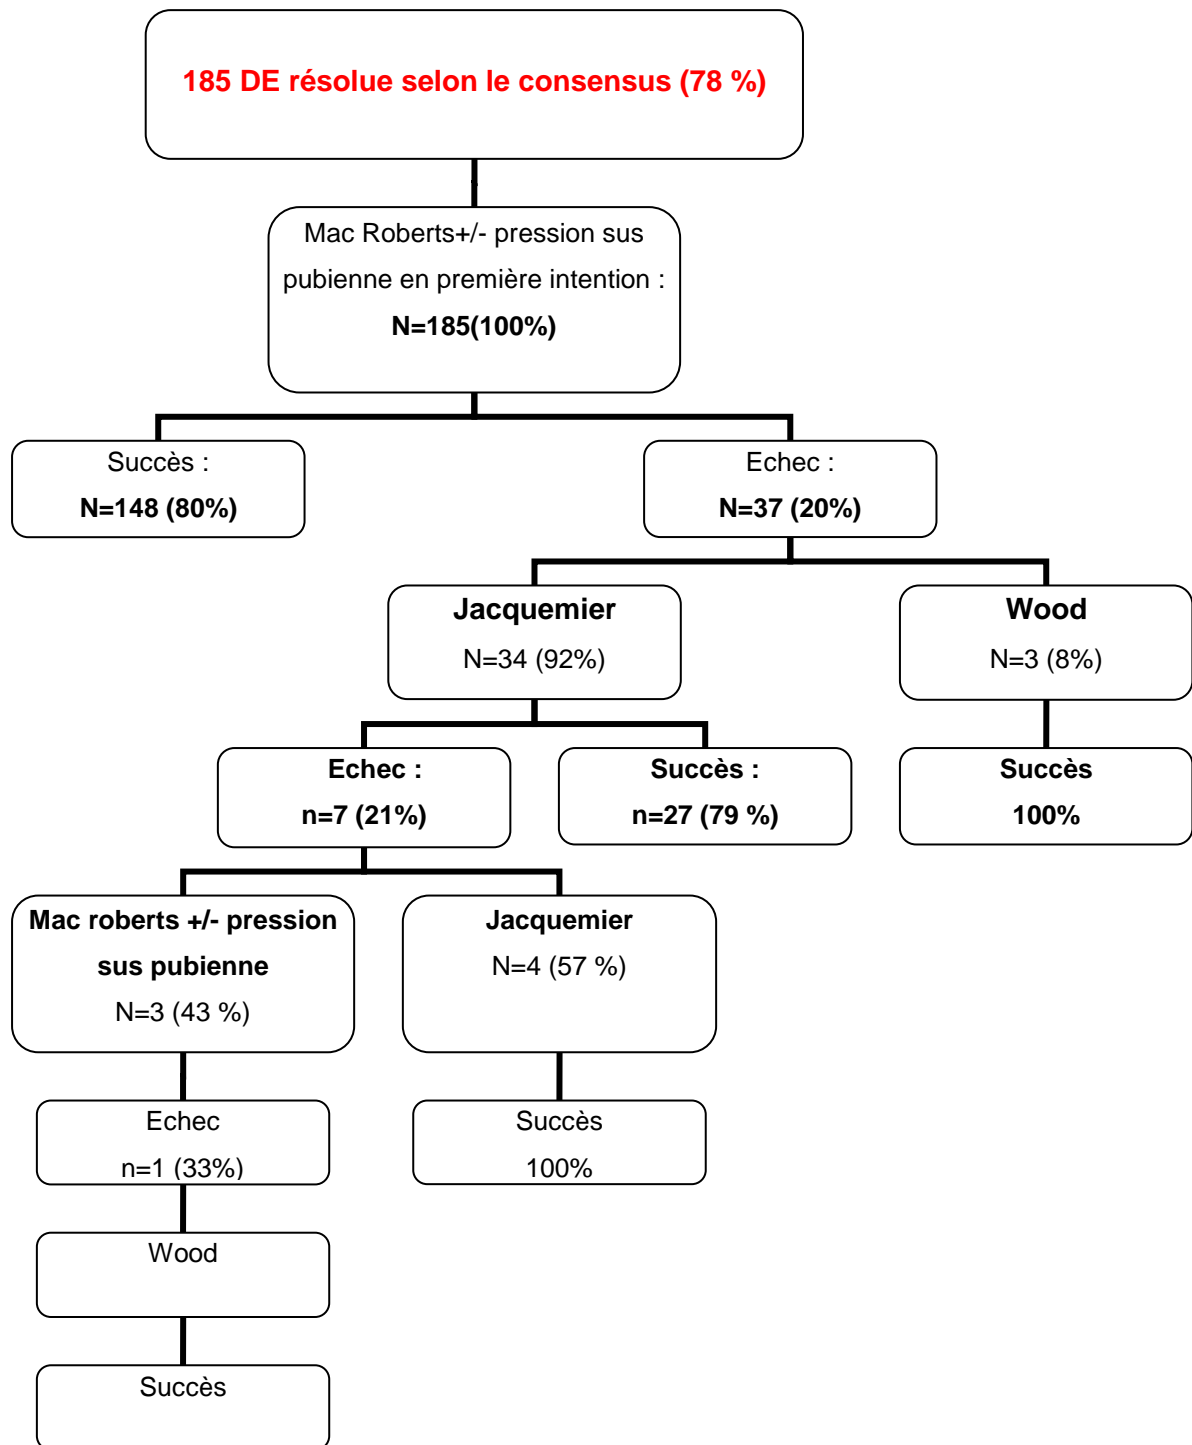 185 DE résolue selon le consensus (78 %)
Mac Roberts+/- pression sus
pubienne en première intention :
N=185(100%)
Succès :
N=148 (80%)
Echec :
N=37 (20%)
Jacquemier
N=34 (92%)
Wood
N=3 (8%)
Echec :
n=7 (21%)
Succès :
n=27 (79 %)
Succès
100%
Mac roberts +/- pression
sus pubienne
N=3 (43 %)
Jacquemier
N=4 (57 %)
Echec
n=1 (33%)
Succès
100%
Wood
Succès